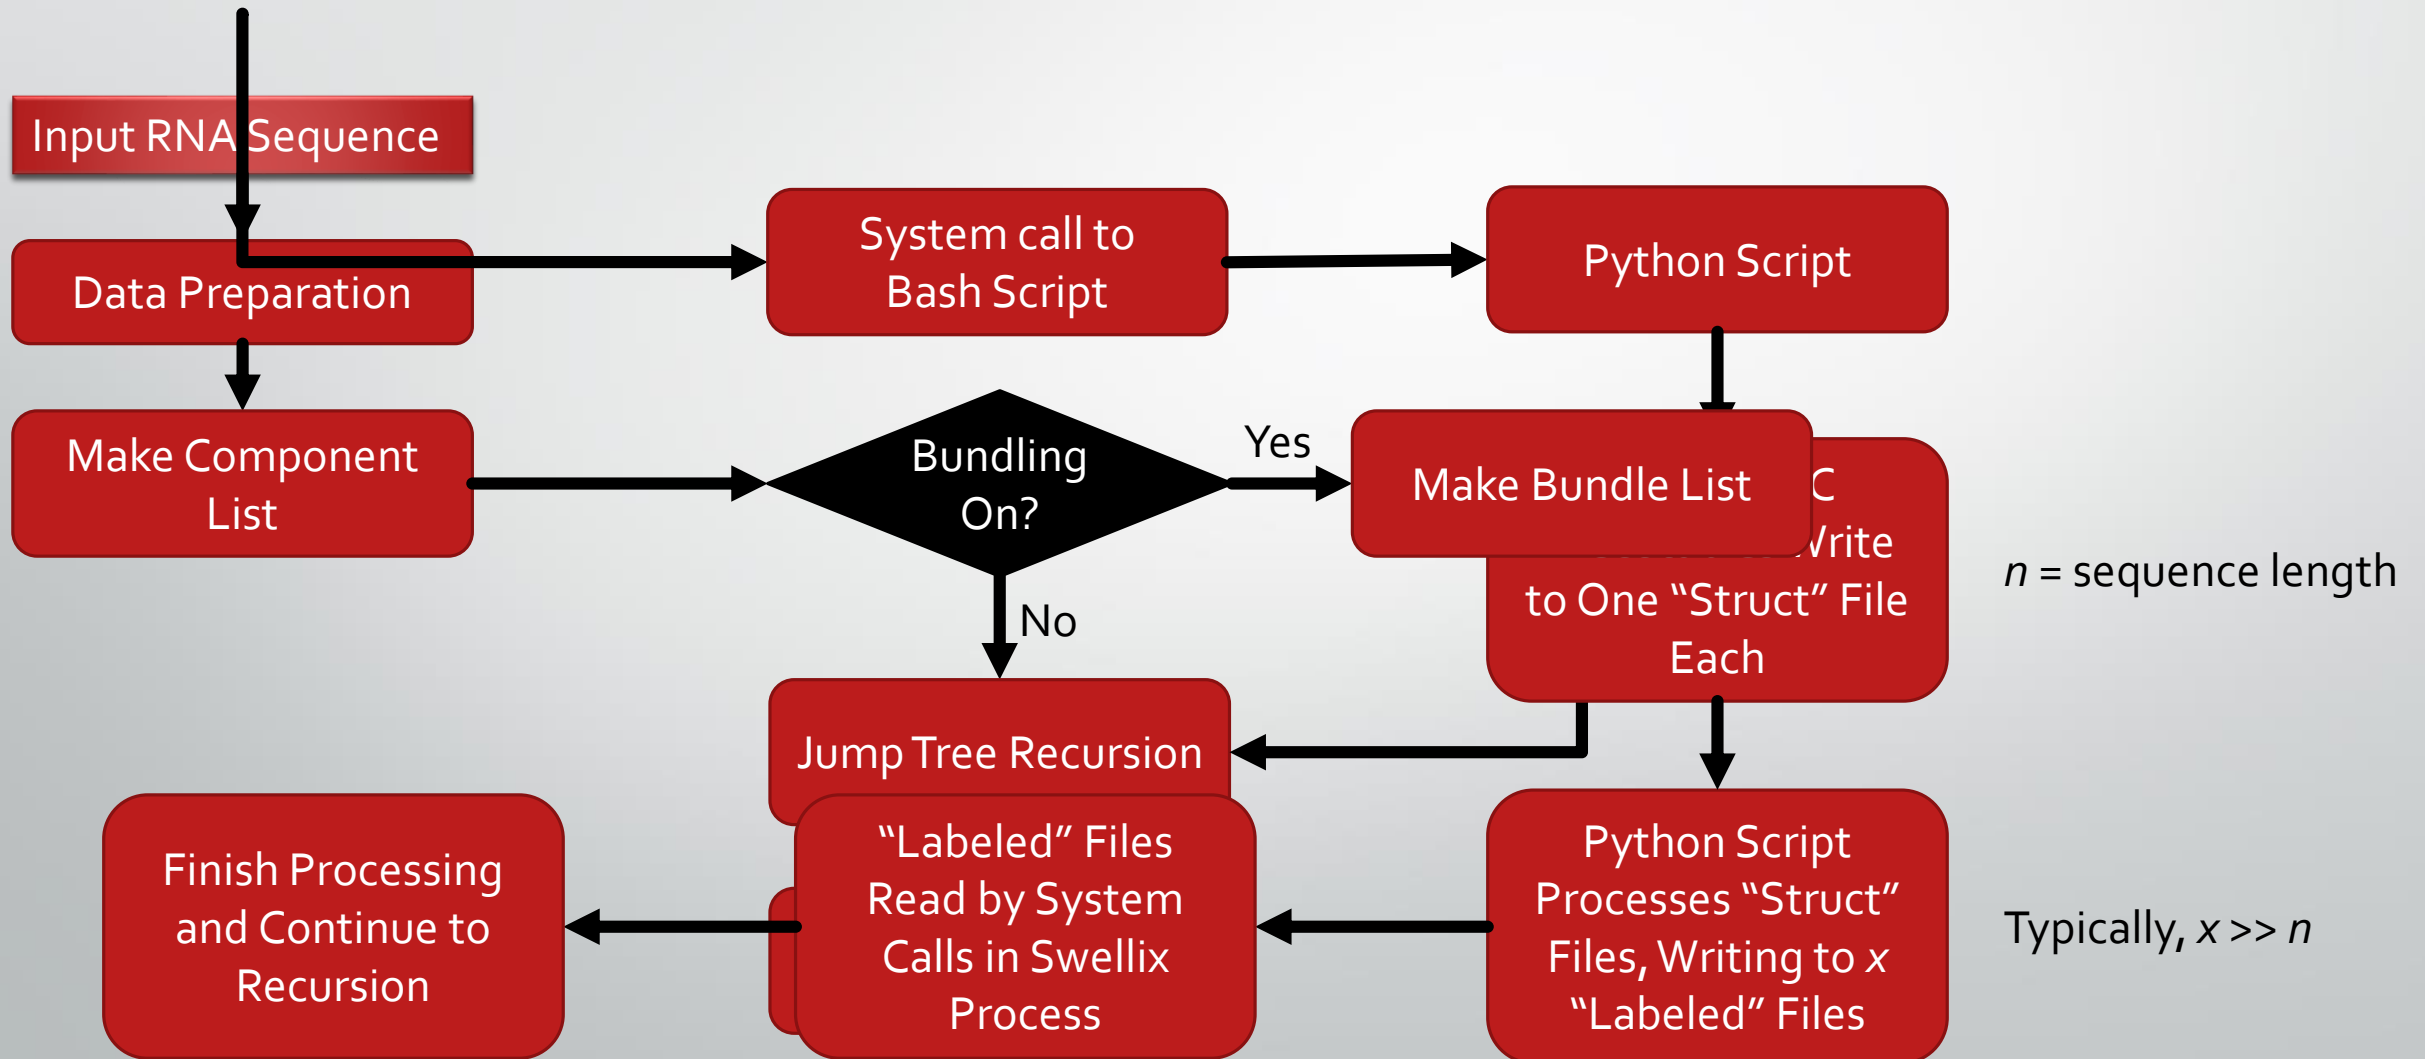 Input RNA Sequence
System call to
Bash Script
Python Script
Data Preparation
Make Component
List
Bundling
On?
Yes
Make Bundle List
C
to One “Struct” File
Each
n = sequence length
No
Jump Tree Recursion
Finish Processing
and Continue to
Recursion
“Labeled” Files
Read by System
Calls in Swellix
Process
Python Script
Processes “Struct”
Files, Writing to x
“Labeled” Files
Typically, x >> n